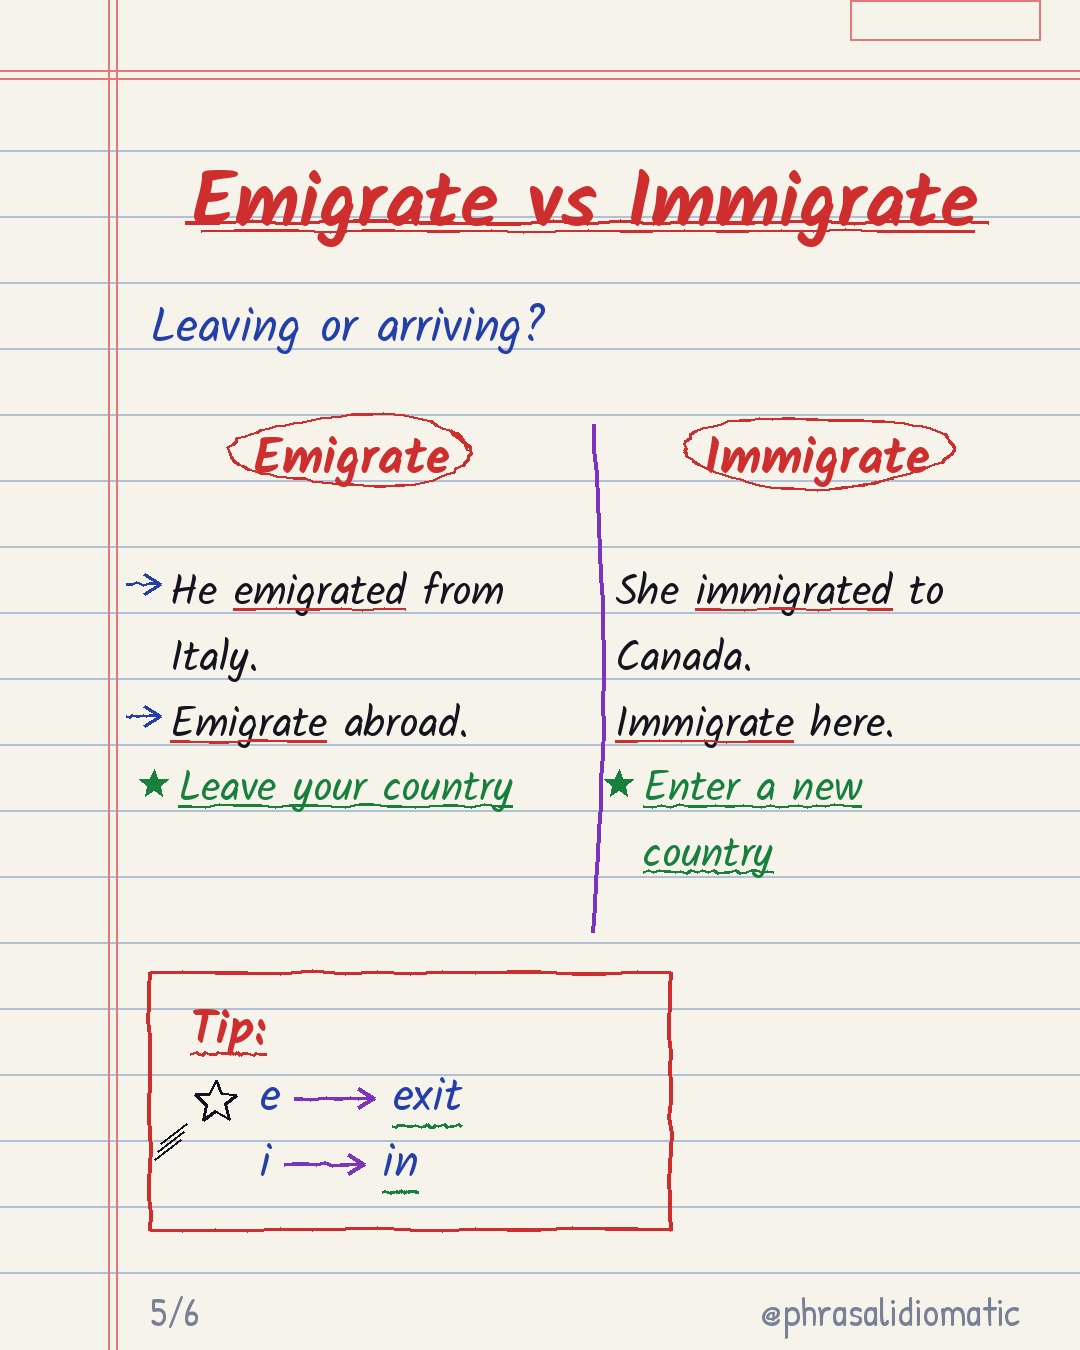 Emigrate vs Immigrate
Leaving or arriving?
Emigrate
He emigrated from
Italy.
Emigrate abroad.
Leave your country
Immigrate
She immigrated to
Canada.
Immigrate here.
Enter a new
country
Tip:
e → exit
i → in
5/6
@phrasalidiomatic